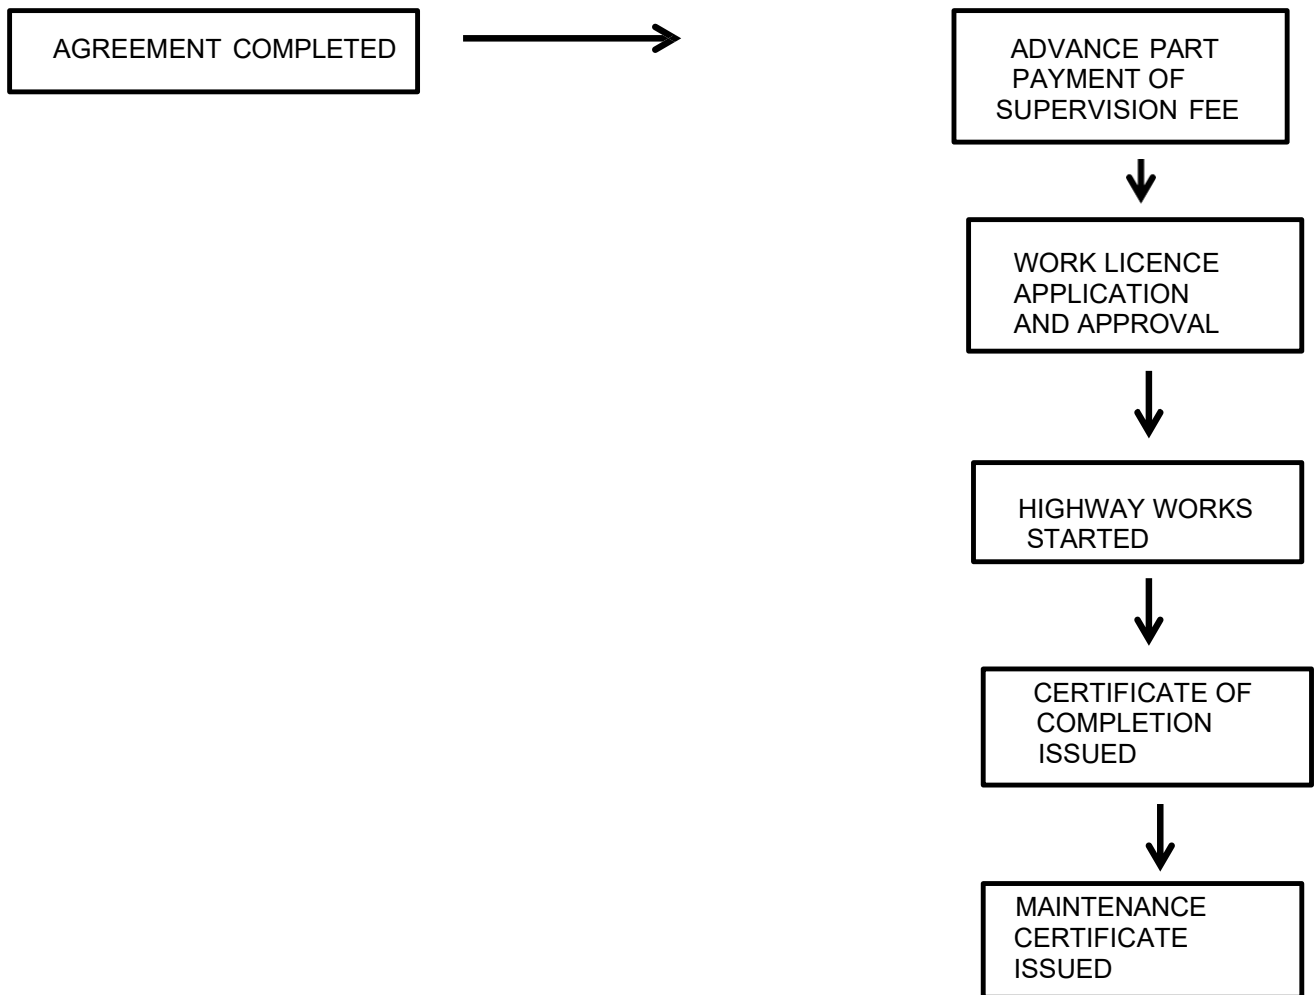 AGREEMENT COMPLETED
ADVANCE PART
PAYMENT OF
SUPERVISION FEE
WORK LICENCE
APPLICATION
AND APPROVAL
HIGHWAY WORKS
STARTED
CERTIFICATE OF
COMPLETION
ISSUED
MAINTENANCE
CERTIFICATE
ISSUED